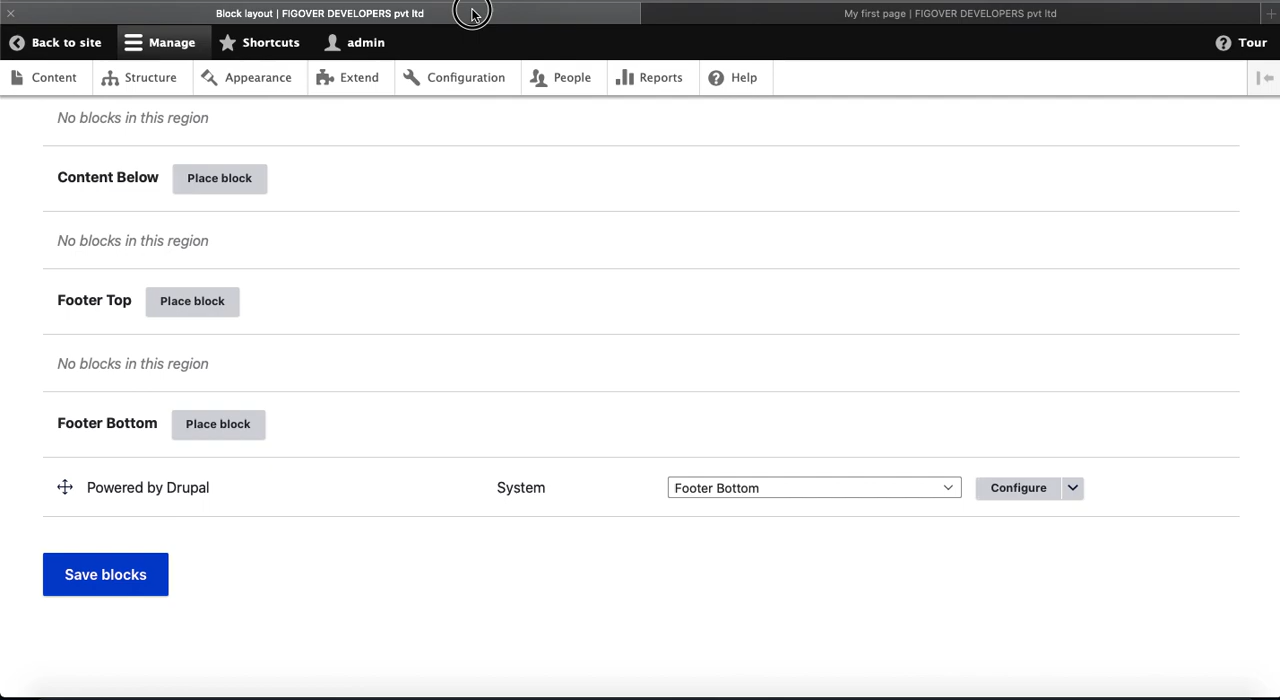 Block layout | FIGOVER DEVELOPERS pvt ltd
My first page | FIGOVER DEVELOPERS pvt ltd
Back to site
Manage
Shortcuts
admin
Tour
Content
Structure
Appearance
Extend
Configuration
People
Reports
Help
No blocks in this region
Content Below
Place block
No blocks in this region
Footer Top
Place block
No blocks in this region
Footer Bottom
Place block
Powered by Drupal
System
Footer Bottom
Configure
Save blocks